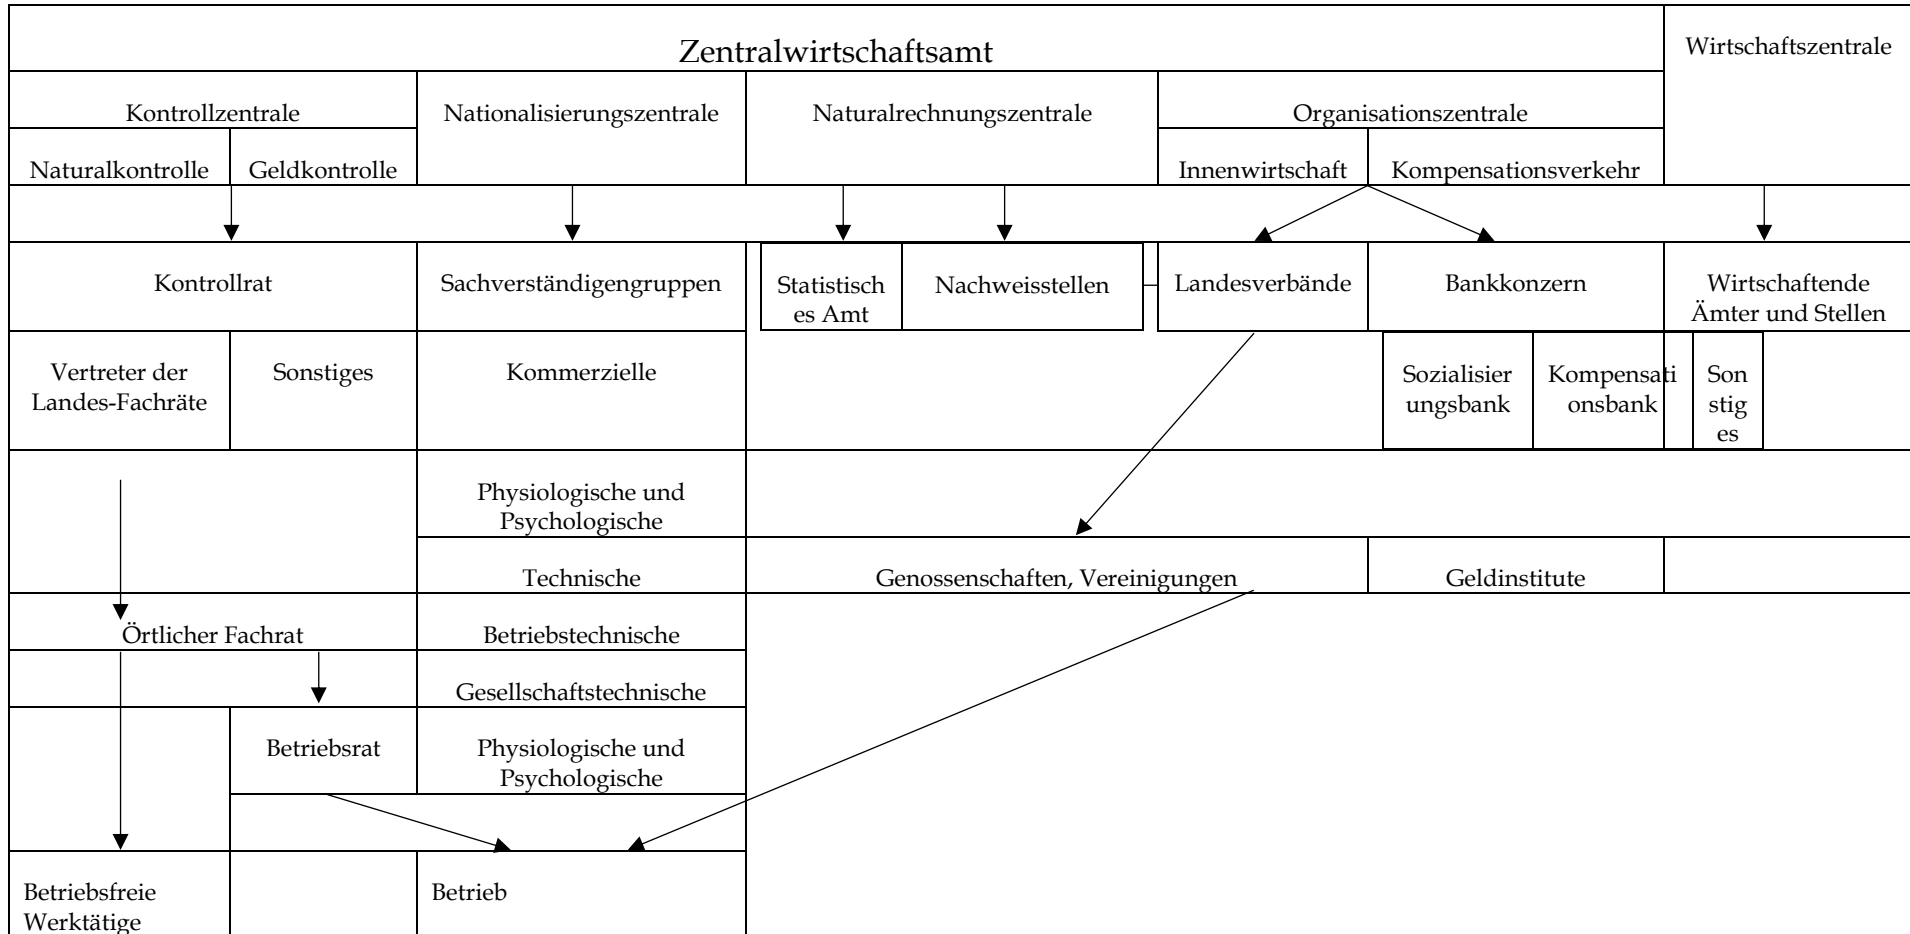 Zentralwirtschaftsamt
Wirtschaftszentrale
Kontrollzentrale
Nationalisierungszentrale
Naturalrechnungszentrale
Organisationszentrale
Naturalkontrolle
Geldkontrolle
Innenwirtschaft
Kompensationsverkehr
Kontrollrat
Sachverständigengruppen
Statistisch
es Amt
Nachweisstellen
Landesverbände
Bankkonzern
Wirtschaftende
Ämter und Stellen
Vertreter der
Landes-Fachräte
Sonstiges
Kommerzielle
Sozialisier
ungsbank
Kompensati
onsbank
Son
stig
es
Physiologische und
Psychologische
Technische
Genossenschaften, Vereinigungen
Geldinstitute
Örtlicher Fachrat
Betriebstechnische
Gesellschaftstechnische
Betriebsrat
Physiologische und
Psychologische
Betriebsfreie
Werktätige
Betrieb